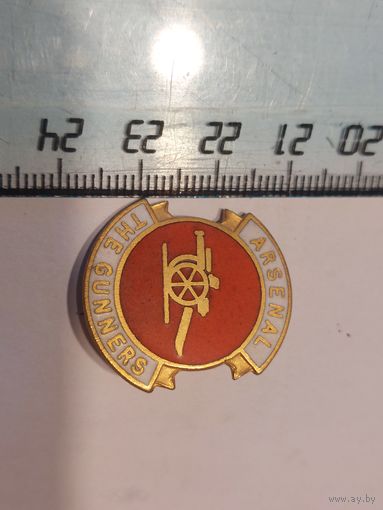 24 23 22 21 20
ARSENAL
THE GUNNERS
www.ay.by